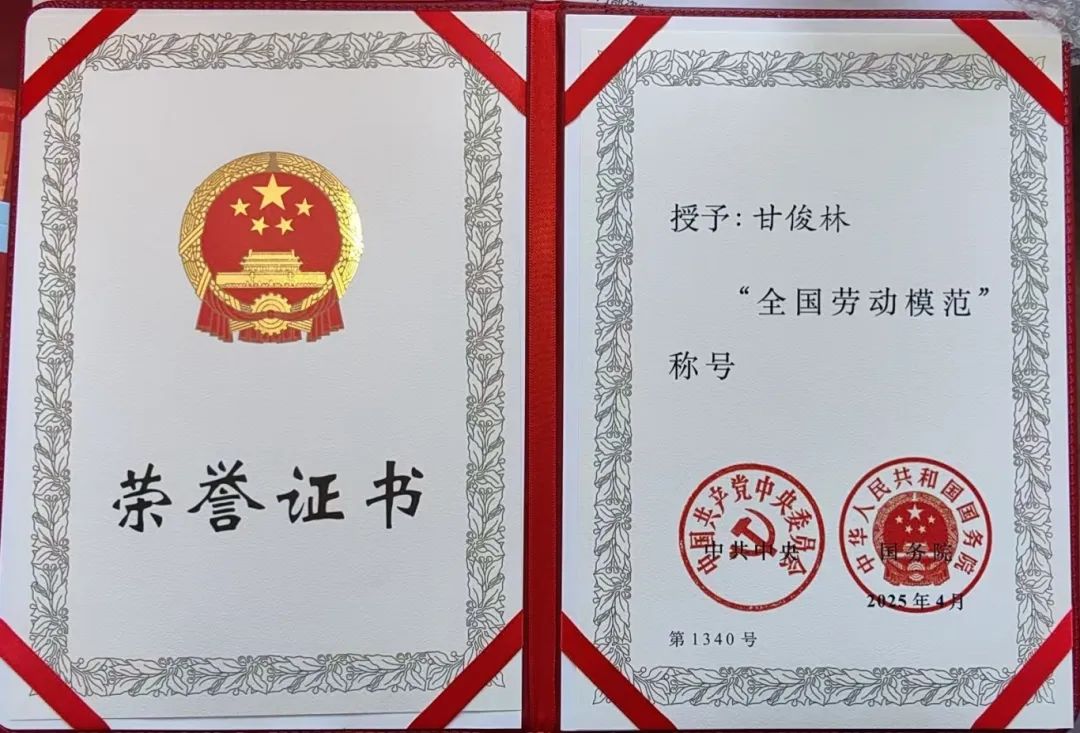 荣誉证书
授予：甘俊林
“全国劳动模范”
称号
中国共产党中央委员会
中共中央
中华人民共和国国务院
国务院
2025年4月
第1340号